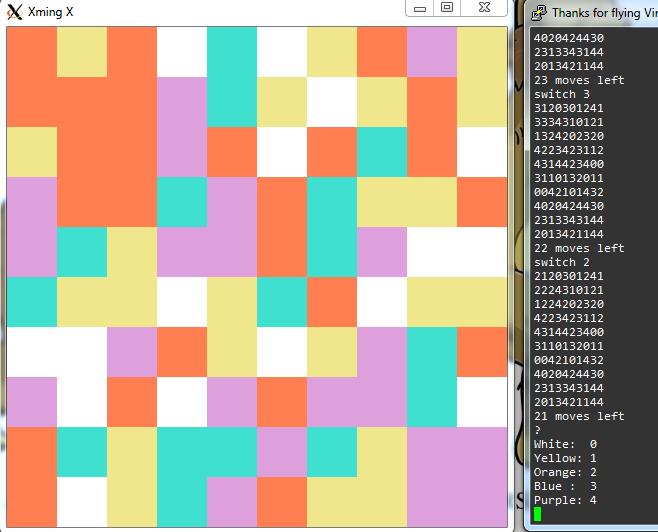 Xming X
Thanks for flying Vi
4020424430
2313343144
2013421144
23 moves left
switch 3
3120301241
3334310121
1324202320
4223423112
4314423400
3110132011
0042101432
4020424430
2313343144
2013421144
22 moves left
switch 2
2120301241
2224310121
1224202320
4223423112
4314423400
3110132011
0042101432
4020424430
2313343144
2013421144
21 moves left
?
White: 0
Yellow: 1
Orange: 2
Blue : 3
Purple: 4